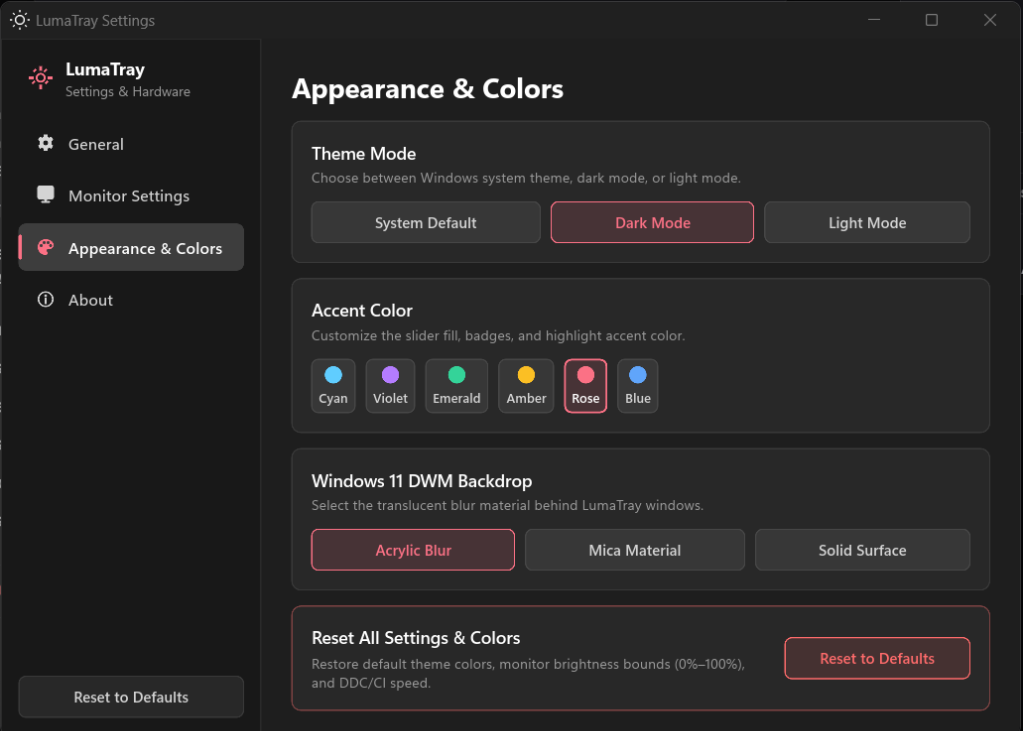 LumaTray Settings
LumaTray
Settings & Hardware
General
Monitor Settings
Appearance & Colors
About
Reset to Defaults
Appearance & Colors
Theme Mode
Choose between Windows system theme, dark mode, or light mode.
System Default
Dark Mode
Light Mode
Accent Color
Customize the slider fill, badges, and highlight accent color.
Cyan
Violet
Emerald
Amber
Rose
Blue
Windows 11 DWM Backdrop
Select the translucent blur material behind LumaTray windows.
Acrylic Blur
Mica Material
Solid Surface
Reset All Settings & Colors
Restore default theme colors, monitor brightness bounds (0%–100%),
and DDC/CI speed.
Reset to Defaults